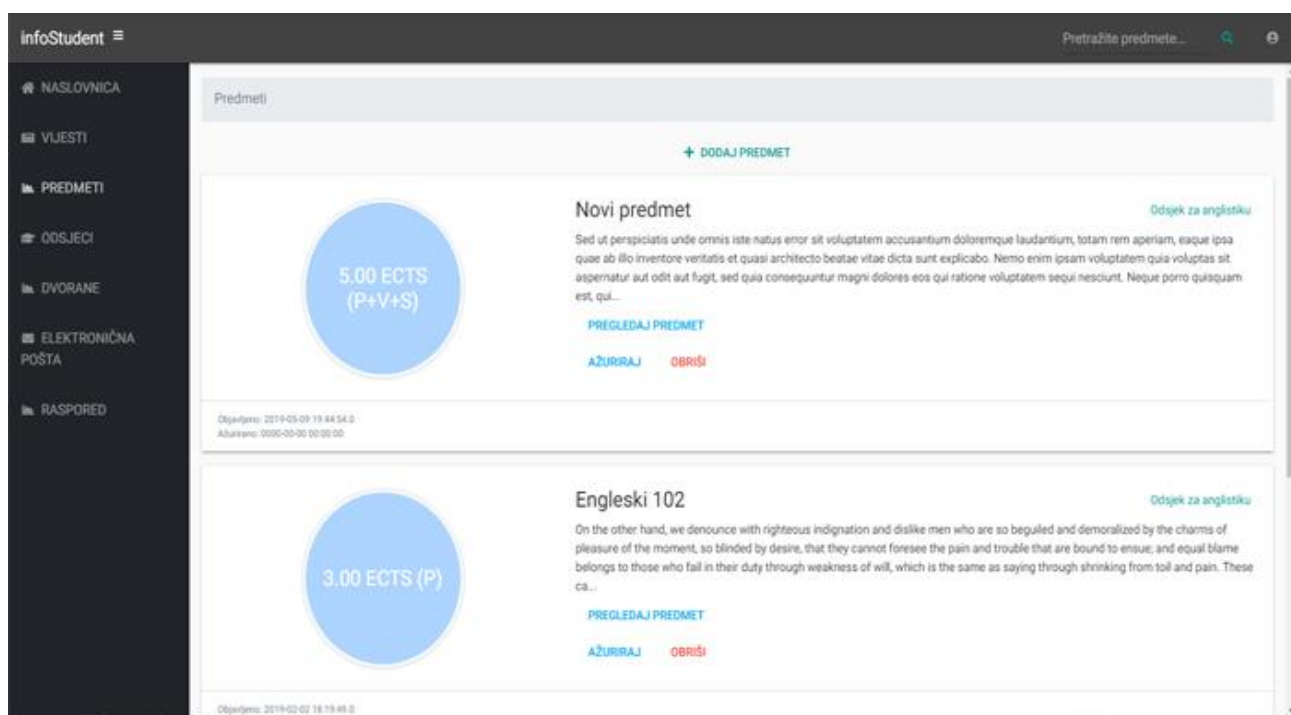 infoStudent
Pretražite predmete...
NASLOVNICA
VIJESTI
PREDMETI
ODSJECI
DVORANE
ELEKTRONIČNA
POŠTA
RASPORED
Predmeti
+ DODAJ PREDMET
5.00 ECTS
(P+V+S)
Novi predmet
Odsjek za anglistiku
Sed ut perspiciatis unde omnis iste natus error sit voluptatem accusantium doloremque laudantium, totam rem aperiam, eaque ipsa
quae ab illo inventore veritatis et quasi architecto beatae vitae dicta sunt explicabo. Nemo enim ipsam voluptatem quia voluptas sit
aspernatur aut odit aut fugit, sed quia consequuntur magni dolores eos qui ratione voluptatem sequi nesciunt. Neque porro quisquam
est, qui...
PREGLEDAJ PREDMET
AŽURIRAJ OBRIŠI
Objavljeno: 2019-05-09 19:44:54.0
Ažurirano: 0000-00-00 00:00:00
3.00 ECTS (P)
Engleski 102
Odsjek za anglistiku
On the other hand, we denounce with righteous indignation and dislike men who are so beguiled and demoralized by the charms of
pleasure of the moment, so blinded by desire, that they cannot foresee the pain and trouble that are bound to ensue; and equal blame
belongs to those who fail in their duty through weakness of will, which is the same as saying through shrinking from toil and pain. These
ca...
PREGLEDAJ PREDMET
AŽURIRAJ OBRIŠI
Objavljeno: 2019-02-02 18:19:49.0